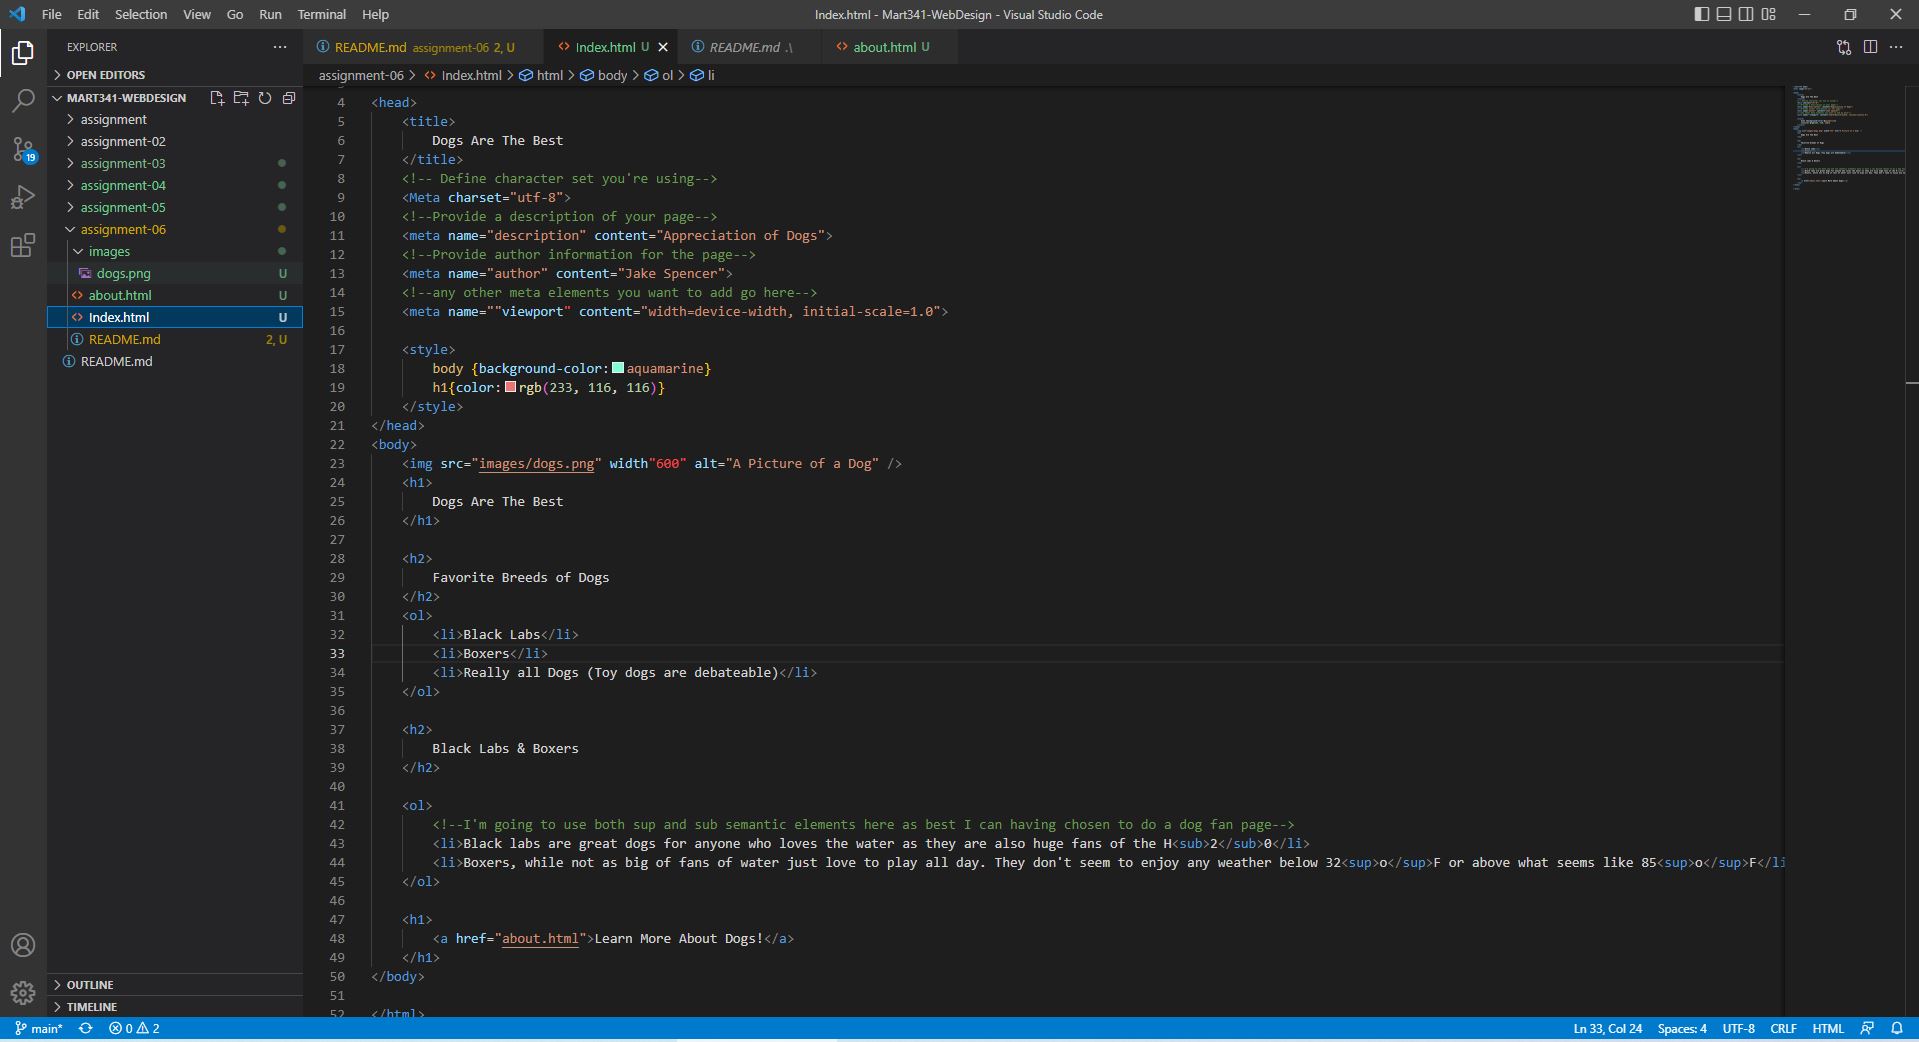 File Edit Selection View Go Run Terminal Help
Index.html - Mart341-WebDesign - Visual Studio Code
EXPLORER
OPEN EDITORS
MART341-WEBDESIGN
assignment
assignment-02
assignment-03
assignment-04
assignment-05
assignment-06
images
dogs.png U
about.html U
Index.html U
README.md 2, U
README.md
OUTLINE
TIMELINE
19
README.md assignment-06 2, U
Index.html U
README.md .\
about.html U
assignment-06 > Index.html > html > body > ol > li
4 <head>
5 <title>
6 Dogs Are The Best
7 </title>
8 <!-- Define character set you're using-->
9 <Meta charset="utf-8">
10 <!--Provide a description of your page-->
11 <meta name="description" content="Appreciation of Dogs">
12 <!--Provide author information for the page-->
13 <meta name="author" content="Jake Spencer">
14 <!--any other meta elements you want to add go here-->
15 <meta name=""viewport" content="width=device-width, initial-scale=1.0">
16
17 <style>
18 body {background-color: aquamarine}
19 h1{color: rgb(233, 116, 116)}
20 </style>
21 </head>
22 <body>
23 <img src="images/dogs.png" width"600" alt="A Picture of a Dog" />
24 <h1>
25 Dogs Are The Best
26 </h1>
27
28 <h2>
29 Favorite Breeds of Dogs
30 </h2>
31 <ol>
32 <li>Black Labs</li>
33 <li>Boxers</li>
34 <li>Really all Dogs (Toy dogs are debateable)</li>
35 </ol>
36
37 <h2>
38 Black Labs & Boxers
39 </h2>
40
41 <ol>
42 <!--I'm going to use both sup and sub semantic elements here as best I can having chosen to do a dog fan page-->
43 <li>Black labs are great dogs for anyone who loves the water as they are also huge fans of the H<sub>2</sub>0</li>
44 <li>Boxers, while not as big of fans of water just love to play all day. They don't seem to enjoy any weather below 32<sup>o</sup>F or above what seems like 85<sup>o</sup>F</li
45 </ol>
46
47 <h1>
48 <a href="about.html">Learn More About Dogs!</a>
49 </h1>
50 </body>
51
52 </html>
main* 0 2
Ln 33, Col 24 Spaces: 4 UTF-8 CRLF HTML